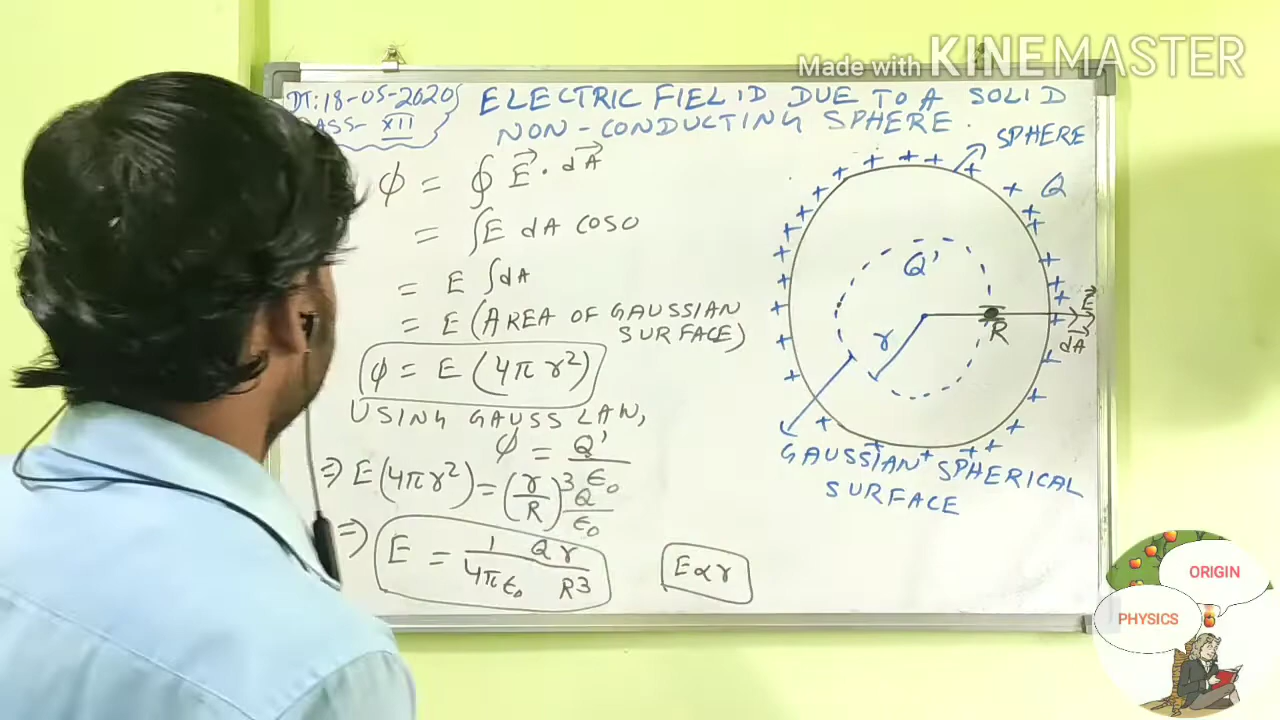 Made with KINEMASTER
DT:18-05-2020
XII
ELECTRIC FIELD DUE TO A SOLID
NON-CONDUCTING SPHERE.
ϕ = ∮ E⃗ · dA⃗
= ∫E dA COS0
= E ∫dA
= E (AREA OF GAUSSIAN
SURFACE)
ϕ = E (4πr²)
USING GAUSS LAW,
ϕ = Q'/ε₀
⇒ E(4πr²) = (r/R)³ Q/ε₀
⇒ E = 1/4πε₀ Qr/R³
E∝r
SPHERE
+ + + + + + + + + + + + + + + + + + + + + + + + + + + + + +
Q
Q'
r
R
E⃗
dA⃗
GAUSSIAN SPHERICAL
SURFACE
ORIGIN
PHYSICS